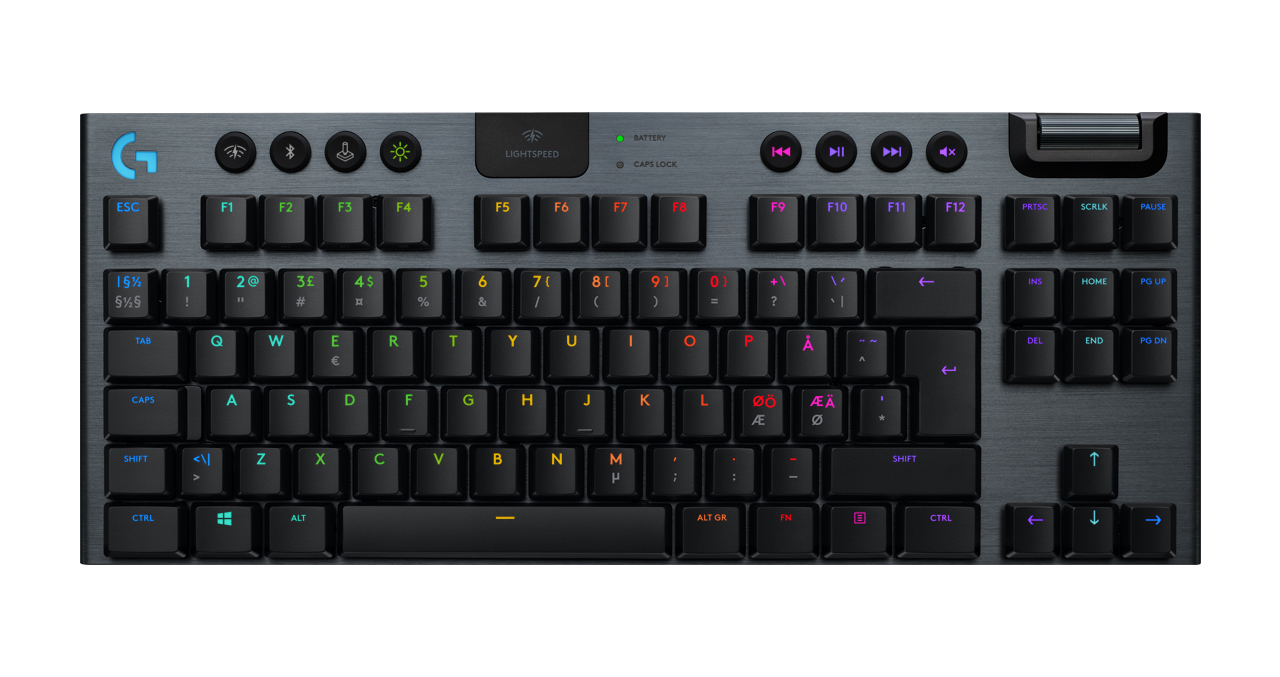 LIGHTSPEED
BATTERY
CAPS LOCK
ESC F1 F2 F3 F4 F5 F6 F7 F8 F9 F10 F11 F12 PRTSC SCRLK PAUSE
|§½ 1 2@ 3£ 4$ 5 6 7{ 8[ 9] 0} +\ \´ ← INS HOME PG UP
§½§ ! " # ¤ % & / ( ) = ? `|
TAB Q W E R T Y U I O P Å ¨~ ↵ DEL END PG DN
€ ^
CAPS A S D F G H J K L ØÖ ÆÄ '
Æ Ø *
SHIFT <\| Z X C V B N M , . – SHIFT ↑
> µ ; : _
CTRL ALT ALT GR FN CTRL ← ↓ →